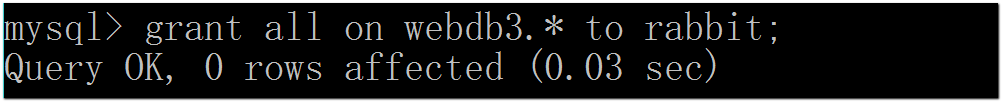 mysql> grant all on webdb3.* to rabbit;
Query OK, 0 rows affected (0.03 sec)